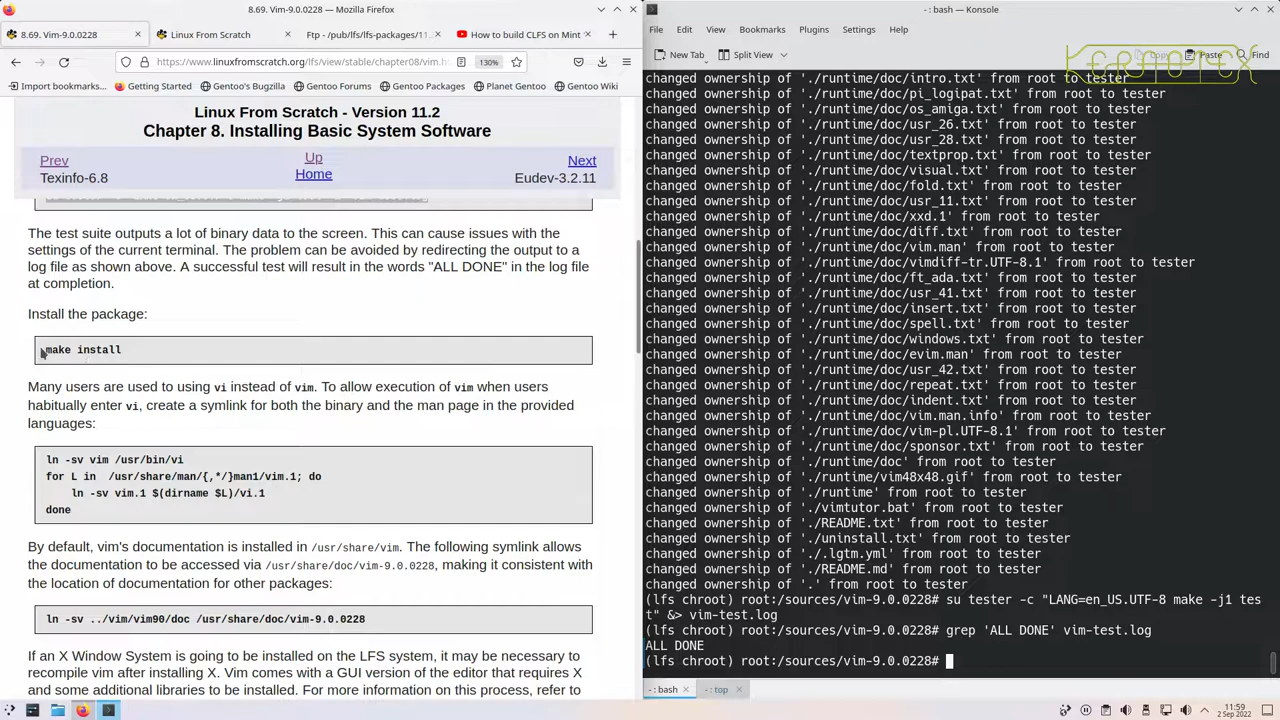 8.69. Vim-9.0.0228 — Mozilla Firefox
8.69. Vim-9.0.0228
Linux From Scratch
Ftp - /pub/lfs/lfs-packages/11.
How to build CLFS on Mint
https://www.linuxfromscratch.org/lfs/view/stable/chapter08/vim.h
Import bookmarks...
Getting Started
Gentoo's Bugzilla
Gentoo Forums
Gentoo Packages
Planet Gentoo
Gentoo Wiki
Linux From Scratch - Version 11.2
Chapter 8. Installing Basic System Software
Prev
Up
Next
Texinfo-6.8
Home
Eudev-3.2.11
The test suite outputs a lot of binary data to the screen. This can cause issues with the
settings of the current terminal. The problem can be avoided by redirecting the output to a
log file as shown above. A successful test will result in the words "ALL DONE" in the log file
at completion.
Install the package:
make install
Many users are used to using vi instead of vim. To allow execution of vim when users
habitually enter vi, create a symlink for both the binary and the man page in the provided
languages:
ln -sv vim /usr/bin/vi
for L in  /usr/share/man/{,*/}man1/vim.1; do
    ln -sv vim.1 $(dirname $L)/vi.1
done
By default, vim's documentation is installed in /usr/share/vim. The following symlink allows
the documentation to be accessed via /usr/share/doc/vim-9.0.0228, making it consistent with
the location of documentation for other packages:
ln -sv ../vim/vim90/doc /usr/share/doc/vim-9.0.0228
If an X Window System is going to be installed on the LFS system, it may be necessary to
recompile vim after installing X. Vim comes with a GUI version of the editor that requires X
and some additional libraries to be installed. For more information on this process, refer to
- : bash — Konsole
File Edit View Bookmarks Plugins Settings Help
New Tab
Split View
Copy
Paste
Find
changed ownership of './runtime/doc/intro.txt' from root to tester
changed ownership of './runtime/doc/pi_logipat.txt' from root to tester
changed ownership of './runtime/doc/os_amiga.txt' from root to tester
changed ownership of './runtime/doc/usr_26.txt' from root to tester
changed ownership of './runtime/doc/usr_28.txt' from root to tester
changed ownership of './runtime/doc/textprop.txt' from root to tester
changed ownership of './runtime/doc/visual.txt' from root to tester
changed ownership of './runtime/doc/fold.txt' from root to tester
changed ownership of './runtime/doc/usr_11.txt' from root to tester
changed ownership of './runtime/doc/xxd.1' from root to tester
changed ownership of './runtime/doc/diff.txt' from root to tester
changed ownership of './runtime/doc/vim.man' from root to tester
changed ownership of './runtime/doc/vimdiff-tr.UTF-8.1' from root to tester
changed ownership of './runtime/doc/ft_ada.txt' from root to tester
changed ownership of './runtime/doc/usr_41.txt' from root to tester
changed ownership of './runtime/doc/insert.txt' from root to tester
changed ownership of './runtime/doc/spell.txt' from root to tester
changed ownership of './runtime/doc/windows.txt' from root to tester
changed ownership of './runtime/doc/evim.man' from root to tester
changed ownership of './runtime/doc/usr_42.txt' from root to tester
changed ownership of './runtime/doc/repeat.txt' from root to tester
changed ownership of './runtime/doc/indent.txt' from root to tester
changed ownership of './runtime/doc/vim.man.info' from root to tester
changed ownership of './runtime/doc/vim-pl.UTF-8.1' from root to tester
changed ownership of './runtime/doc/sponsor.txt' from root to tester
changed ownership of './runtime/doc' from root to tester
changed ownership of './runtime/vim48x48.gif' from root to tester
changed ownership of './runtime' from root to tester
changed ownership of './vimtutor.bat' from root to tester
changed ownership of './README.txt' from root to tester
changed ownership of './uninstall.txt' from root to tester
changed ownership of './.lgtm.yml' from root to tester
changed ownership of './README.md' from root to tester
changed ownership of '.' from root to tester
(lfs chroot) root:/sources/vim-9.0.0228# su tester -c "LANG=en_US.UTF-8 make -j1 tes
t" &> vim-test.log
(lfs chroot) root:/sources/vim-9.0.0228# grep 'ALL DONE' vim-test.log
ALL DONE
(lfs chroot) root:/sources/vim-9.0.0228#
- : bash
- : top
11:59
2 Sep 2022